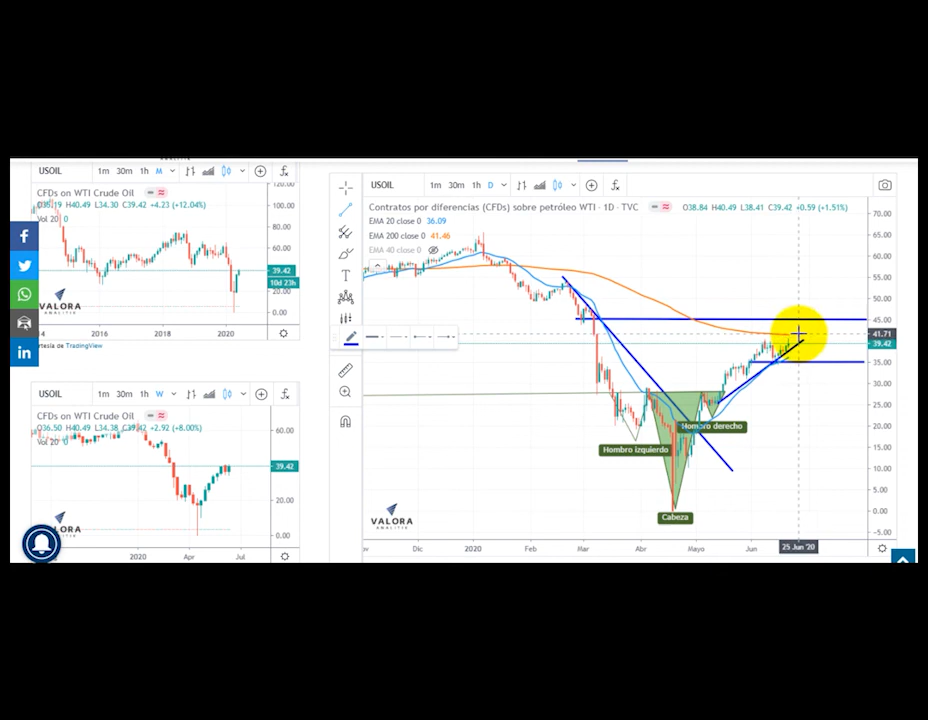 USOIL 1m 30m 1h M
CFDs on WTI Crude Oil
H40.49 L34.30 C39.42 +4.23 (+12.04%)
Vol 20 0
120.00
100.00
80.00
60.00
39.42
10d 23h
20.00
0.00
VALORA
ANALITIK
2016 2018 2020
TradingView
USOIL 1m 30m 1h W
CFDs on WTI Crude Oil
O36.50 H40.49 L34.38 C39.42 +2.92 (+8.00%)
Vol 20 0
60.00
39.42
20.00
0.00
2020 Apr Jul
USOIL 1m 30m 1h D
Contratos por diferencias (CFDs) sobre petróleo WTI · 1D · TVC O38.84 H40.49 L38.41 C39.42 +0.59 (+1.51%)
EMA 20 close 0 36.09
EMA 200 close 0 41.46
EMA 40 close 0
70.00
65.00
60.00
55.00
50.00
45.00
41.71
39.42
35.00
30.00
25.00
20.00
15.00
10.00
5.00
0.00
-5.00
Hombro derecho
Hombro izquierdo
Cabeza
VALORA
ANALITIK
Dic 2020 Feb Mar Abr Mayo Jun 25 Jun '20